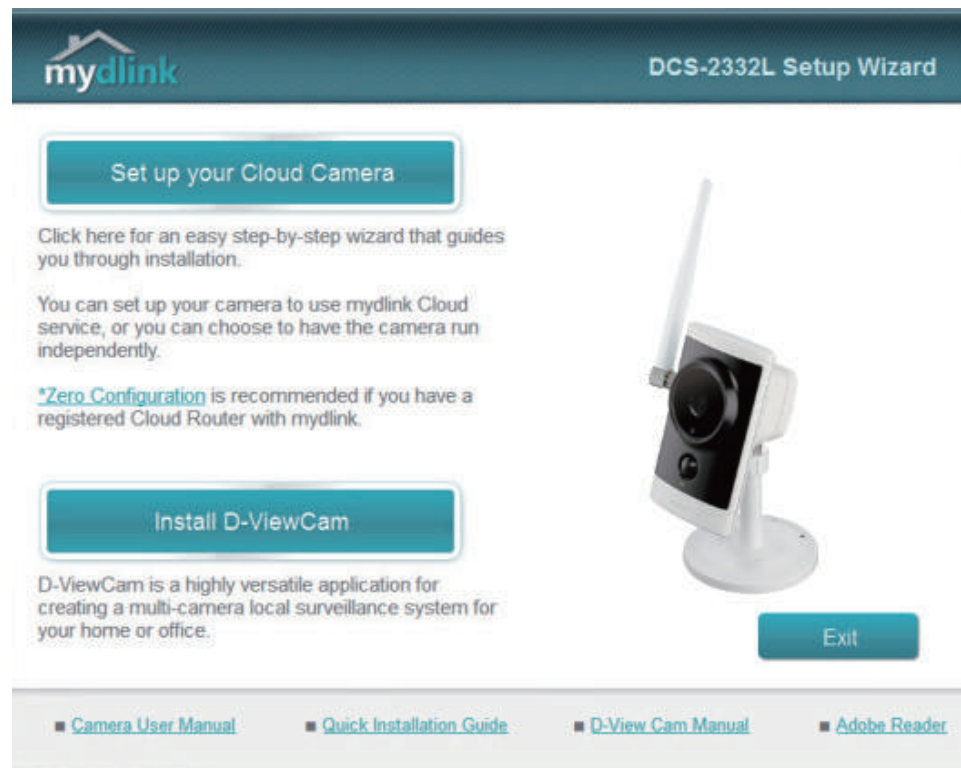 mydlink
DCS-2332L Setup Wizard
Set up your Cloud Camera
Click here for an easy step-by-step wizard that guides
you through installation.
You can set up your camera to use mydlink Cloud
service, or you can choose to have the camera run
independently.
*Zero Configuration is recommended if you have a
registered Cloud Router with mydlink.
Install D-ViewCam
D-ViewCam is a highly versatile application for
creating a multi-camera local surveillance system for
your home or office.
Exit
■ Camera User Manual ■ Quick Installation Guide ■ D-View Cam Manual ■ Adobe Reader